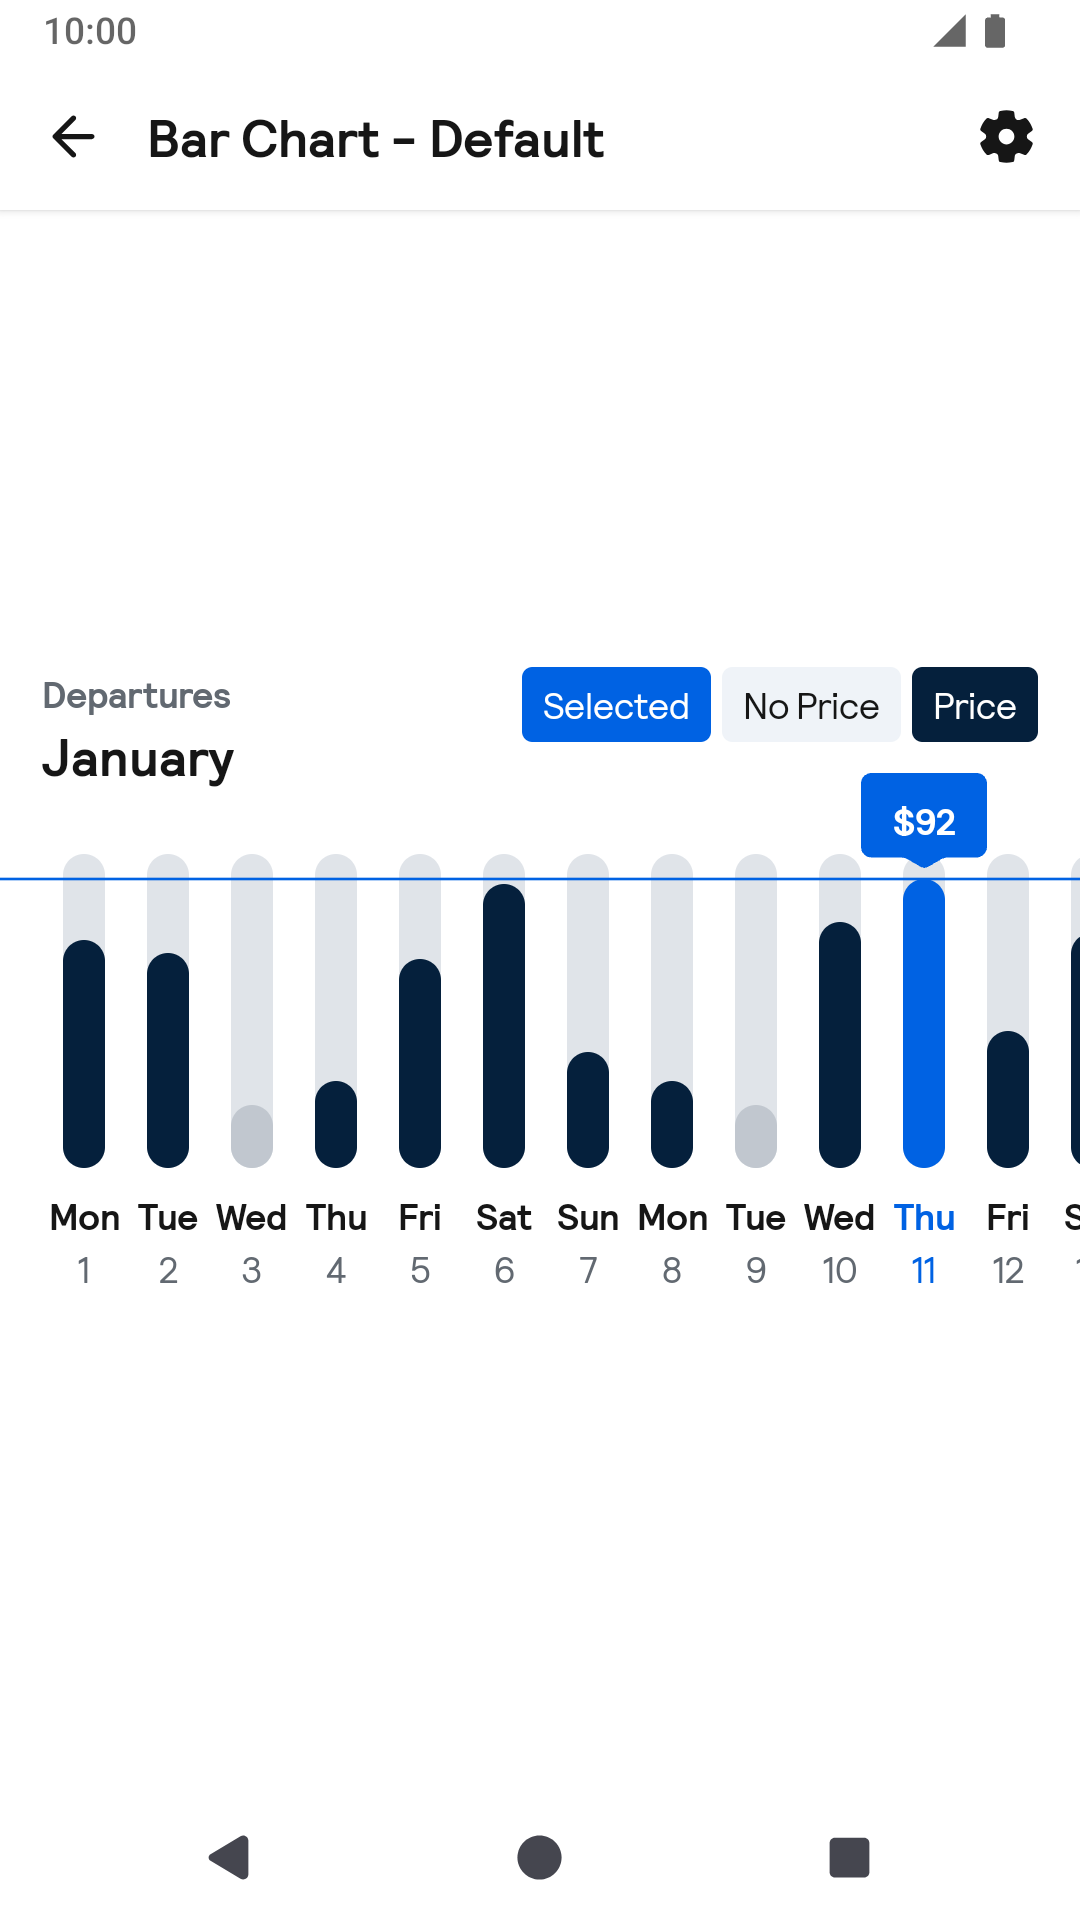 10:00
Bar Chart - Default
Departures
January
Selected
No Price
Price
$92
Mon Tue Wed Thu Fri Sat Sun Mon Tue Wed Thu Fri
1 2 3 4 5 6 7 8 9 10 11 12